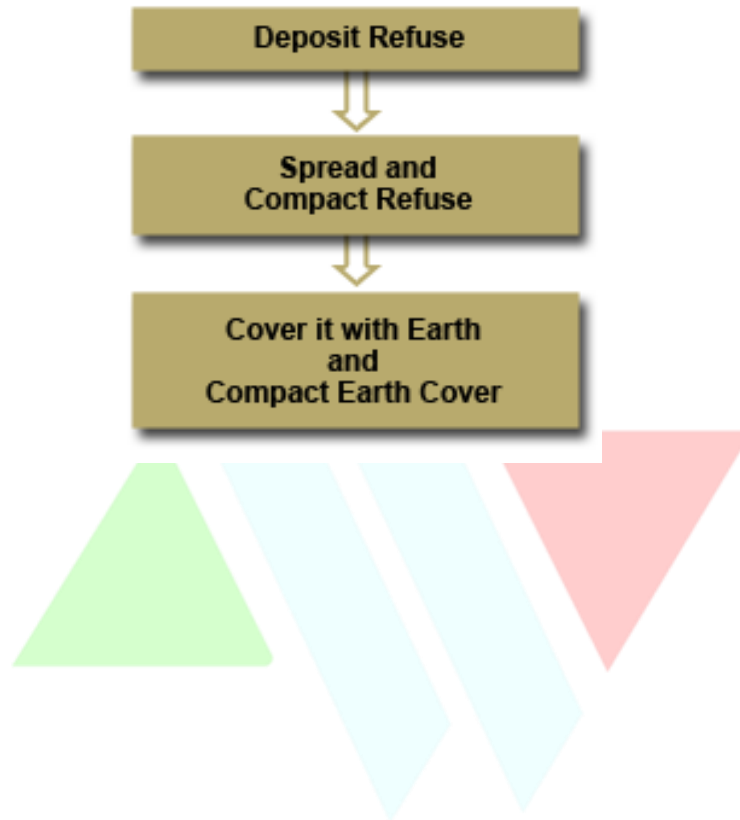 Deposit Refuse
Spread and
Compact Refuse
Cover it with Earth
and
Compact Earth Cover